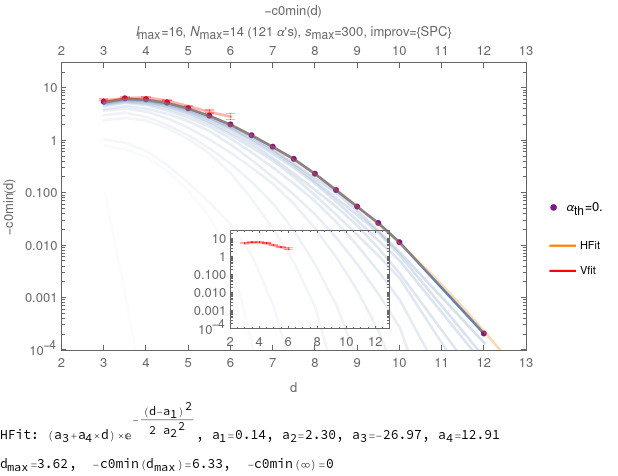 −c0min(d)
lmax=16, Nmax=14 (121 α's), smax=300, improv={SPC}
2 3 4 5 6 7 8 9 10 11 12 13
10
1
0.100
0.010
0.001
10^-4
−c0min(d)
10
1
0.100
0.010
0.001
10^-4
2 4 6 8 10 12
2 3 4 5 6 7 8 9 10 11 12 13
d
αth=0.
HFit
Vfit
HFit: (a3+a4×d)×e^(-(d-a1)^2/(2 a2^2)), a1=0.14, a2=2.30, a3=-26.97, a4=12.91
dmax=3.62, -c0min(dmax)=6.33, -c0min(∞)=0